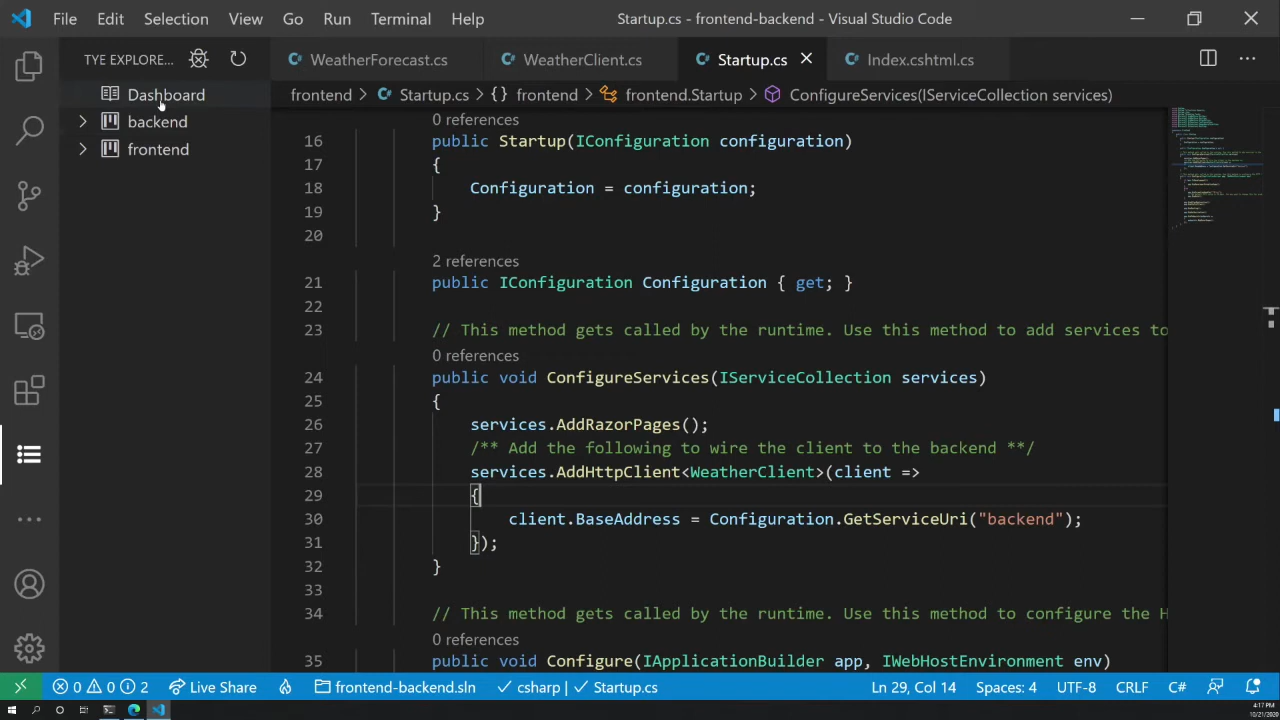 File Edit Selection View Go Run Terminal Help Startup.cs - frontend-backend - Visual Studio Code
TYE EXPLORE... WeatherForecast.cs WeatherClient.cs Startup.cs Index.cshtml.cs
Dashboard
backend
frontend
frontend > Startup.cs > {} frontend > frontend.Startup > ConfigureServices(IServiceCollection services)
0 references
16 public Startup(IConfiguration configuration)
17 {
18 Configuration = configuration;
19 }
20
2 references
21 public IConfiguration Configuration { get; }
22
23 // This method gets called by the runtime. Use this method to add services to
0 references
24 public void ConfigureServices(IServiceCollection services)
25 {
26 services.AddRazorPages();
27 /** Add the following to wire the client to the backend **/
28 services.AddHttpClient<WeatherClient>(client =>
29 {
30 client.BaseAddress = Configuration.GetServiceUri("backend");
31 });
32 }
33
34 // This method gets called by the runtime. Use this method to configure the H
0 references
35 public void Configure(IApplicationBuilder app, IWebHostEnvironment env)
0 0 2 Live Share frontend-backend.sln csharp | Startup.cs Ln 29, Col 14 Spaces: 4 UTF-8 CRLF C#
4:17 PM
10/21/2020